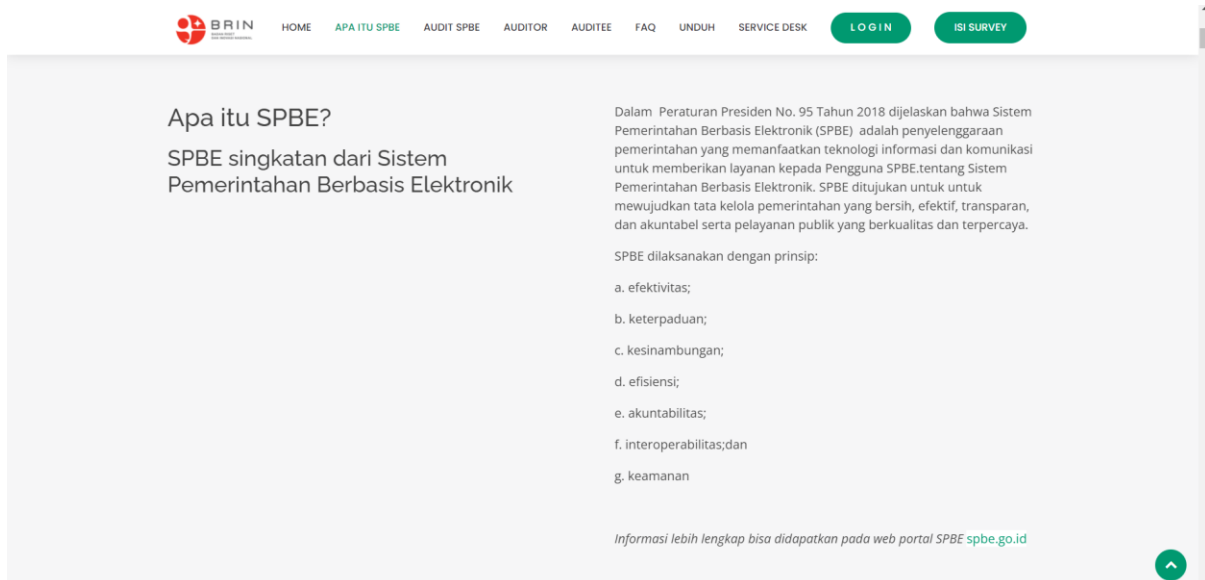 BRIN
BADAN RISET
DAN INOVASI NASIONAL
HOME APA ITU SPBE AUDIT SPBE AUDITOR AUDITEE FAQ UNDUH SERVICE DESK LOGIN ISI SURVEY
Apa itu SPBE?
SPBE singkatan dari Sistem
Pemerintahan Berbasis Elektronik
Dalam Peraturan Presiden No. 95 Tahun 2018 dijelaskan bahwa Sistem
Pemerintahan Berbasis Elektronik (SPBE) adalah penyelenggaraan
pemerintahan yang memanfaatkan teknologi informasi dan komunikasi
untuk memberikan layanan kepada Pengguna SPBE.tentang Sistem
Pemerintahan Berbasis Elektronik. SPBE ditujukan untuk untuk
mewujudkan tata kelola pemerintahan yang bersih, efektif, transparan,
dan akuntabel serta pelayanan publik yang berkualitas dan terpercaya.
SPBE dilaksanakan dengan prinsip:
a. efektivitas;
b. keterpaduan;
c. kesinambungan;
d. efisiensi;
e. akuntabilitas;
f. interoperabilitas;dan
g. keamanan
Informasi lebih lengkap bisa didapatkan pada web portal SPBE spbe.go.id